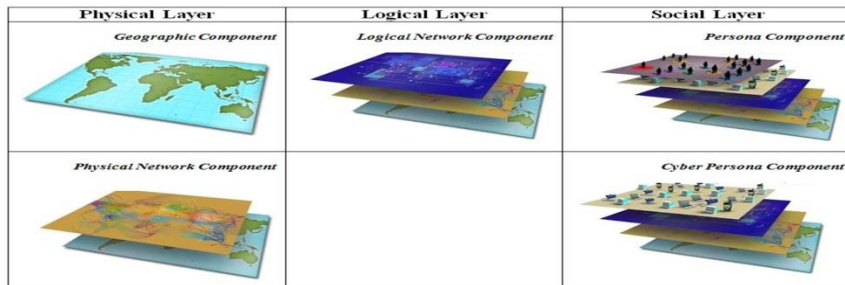 Physical Layer
Logical Layer
Social Layer
Geographic Component
Logical Network Component
Persona Component
Physical Network Component
Cyber Persona Component